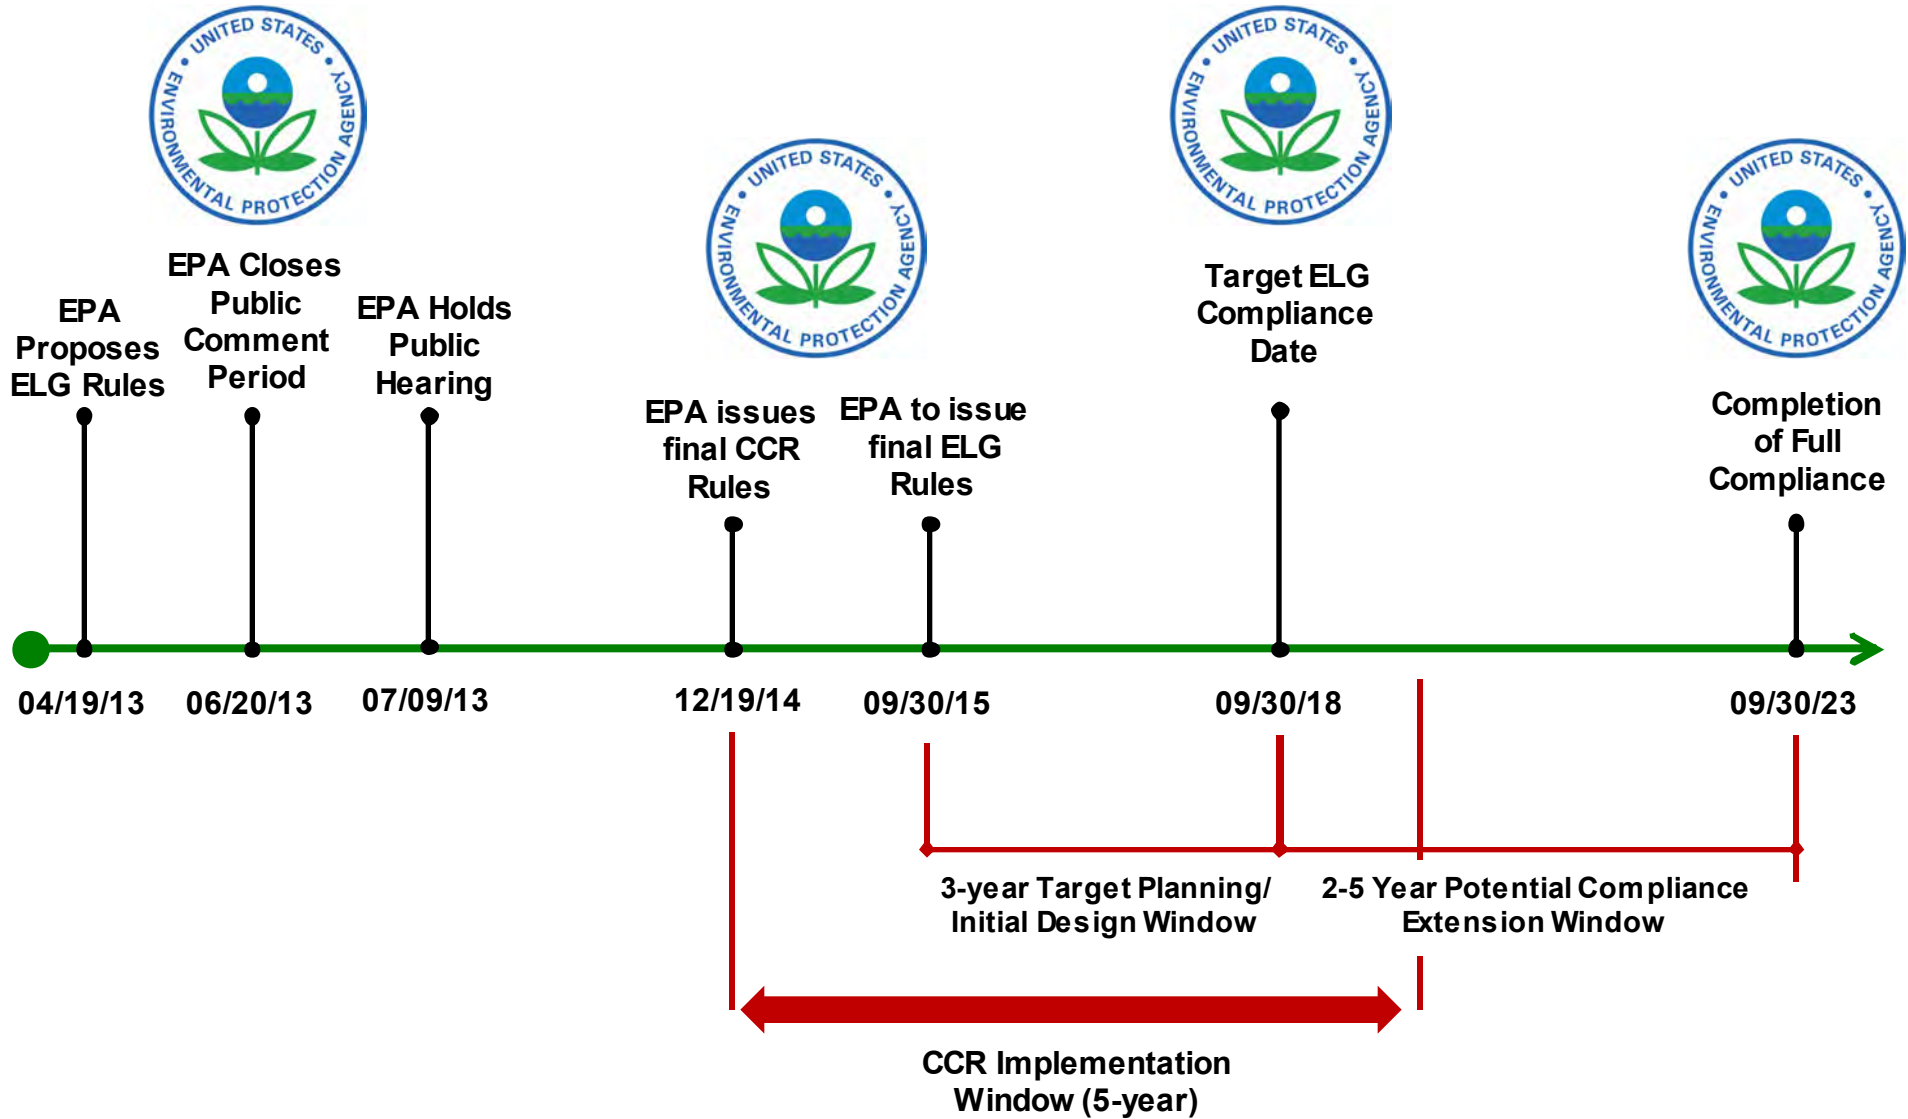 UNITED STATES • ENVIRONMENTAL PROTECTION AGENCY •
UNITED STATES • ENVIRONMENTAL PROTECTION AGENCY •
UNITED STATES • ENVIRONMENTAL PROTECTION AGENCY •
UNITED STATES • ENVIRONMENTAL PROTECTION AGENCY •
EPA
Proposes
ELG Rules
EPA Closes
Public
Comment
Period
EPA Holds
Public
Hearing
EPA issues
final CCR
Rules
EPA to issue
final ELG
Rules
Target ELG
Compliance
Date
Completion
of Full
Compliance
04/19/13
06/20/13
07/09/13
12/19/14
09/30/15
09/30/18
09/30/23
3-year Target Planning/
Initial Design Window
2-5 Year Potential Compliance
Extension Window
CCR Implementation
Window (5-year)